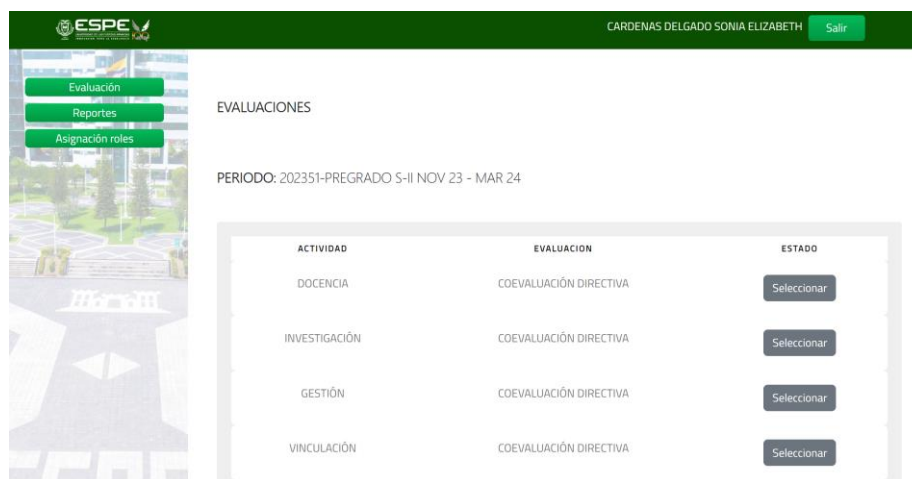 ESPE
CARDENAS DELGADO SONIA ELIZABETH
Salir
Evaluación
Reportes
Asignación roles
EVALUACIONES
PERIODO: 202351-PREGRADO S-II NOV 23 - MAR 24
ACTIVIDAD EVALUACION ESTADO
DOCENCIA COEVALUACIÓN DIRECTIVA Seleccionar
INVESTIGACIÓN COEVALUACIÓN DIRECTIVA Seleccionar
GESTIÓN COEVALUACIÓN DIRECTIVA Seleccionar
VINCULACIÓN COEVALUACIÓN DIRECTIVA Seleccionar